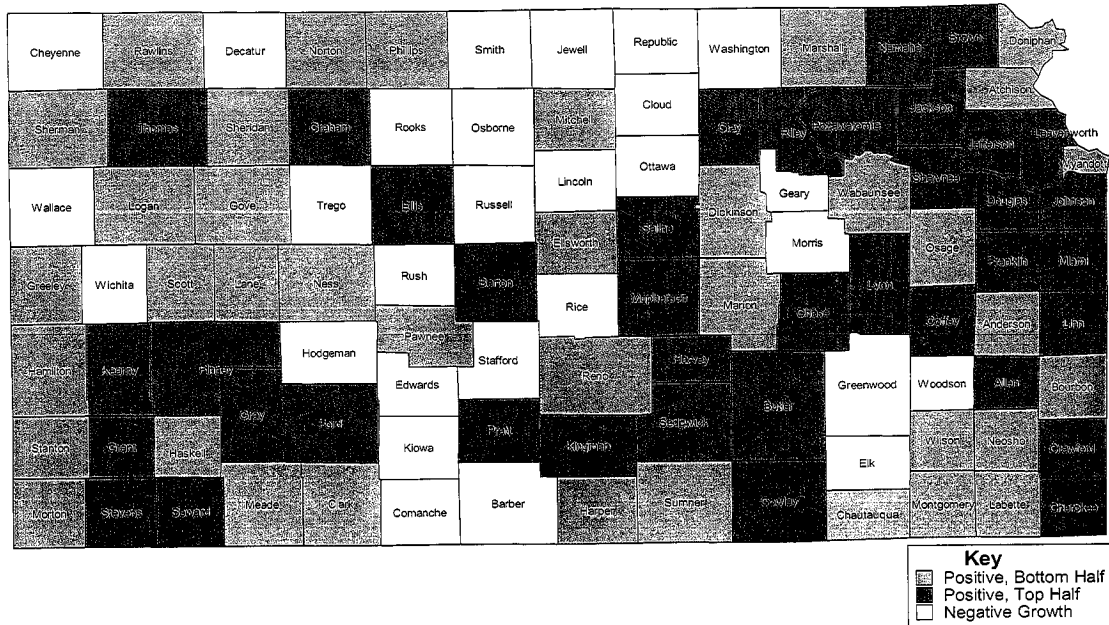 Cheyenne
Rawlins
Decatur
Norton
Phillips
Smith
Jewell
Republic
Washington
Marshall
Nemaha
Brown
Doniphan
Atchison
Sherman
Thomas
Sheridan
Graham
Rooks
Osborne
Mitchell
Cloud
Clay
Riley
Pottawatomie
Jackson
Jefferson
Leavenworth
Wyandotte
Ottawa
Lincoln
Wallace
Logan
Gove
Trego
Ellis
Russell
Ellsworth
Saline
Dickinson
Geary
Wabaunsee
Shawnee
Douglas
Johnson
Morris
Osage
Franklin
Miami
Greeley
Wichita
Scott
Lane
Ness
Rush
Barton
Rice
McPherson
Marion
Chase
Lyon
Coffey
Anderson
Linn
Hamilton
Kearny
Finney
Hodgeman
Pawnee
Stafford
Edwards
Reno
Harvey
Sedgwick
Butler
Greenwood
Woodson
Allen
Bourbon
Gray
Ford
Stanton
Grant
Haskell
Kiowa
Pratt
Kingman
Elk
Wilson
Neosho
Crawford
Morton
Stevens
Seward
Meade
Clark
Comanche
Barber
Harper
Sumner
Cowley
Chautauqua
Montgomery
Labette
Cherokee
Key
Positive, Bottom Half
Positive, Top Half
Negative Growth